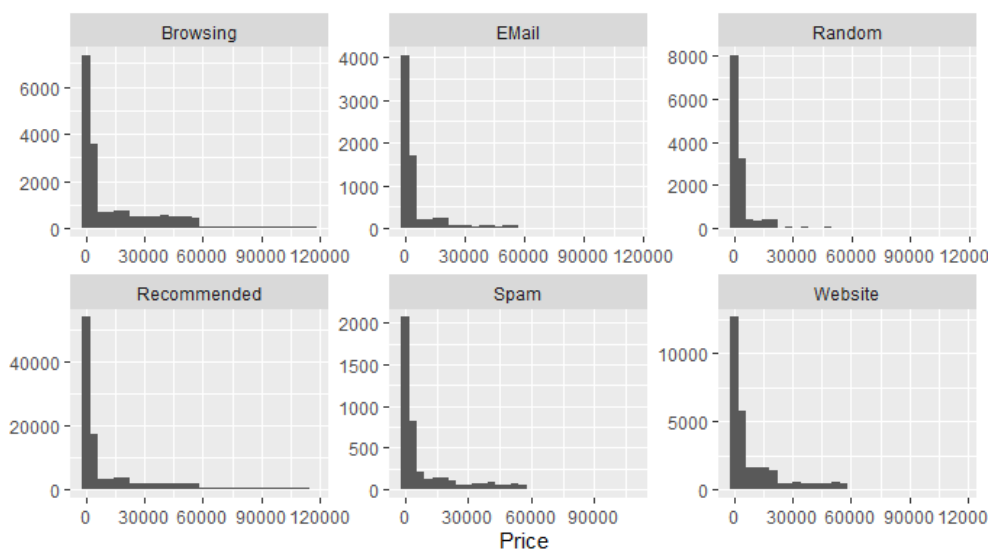 Browsing EMail Random
6000 4000 8000
4000 3000 6000
2000 2000 4000
0 1000 2000
0 0
0 30000 60000 90000 120000 0 30000 60000 90000 120000 0 30000 60000 90000 120000
Recommended Spam Website
40000 2000 10000
20000 1500 5000
0 1000 0
500
0
0 30000 60000 90000 120000 0 30000 60000 90000 0 30000 60000 90000 120000
Price